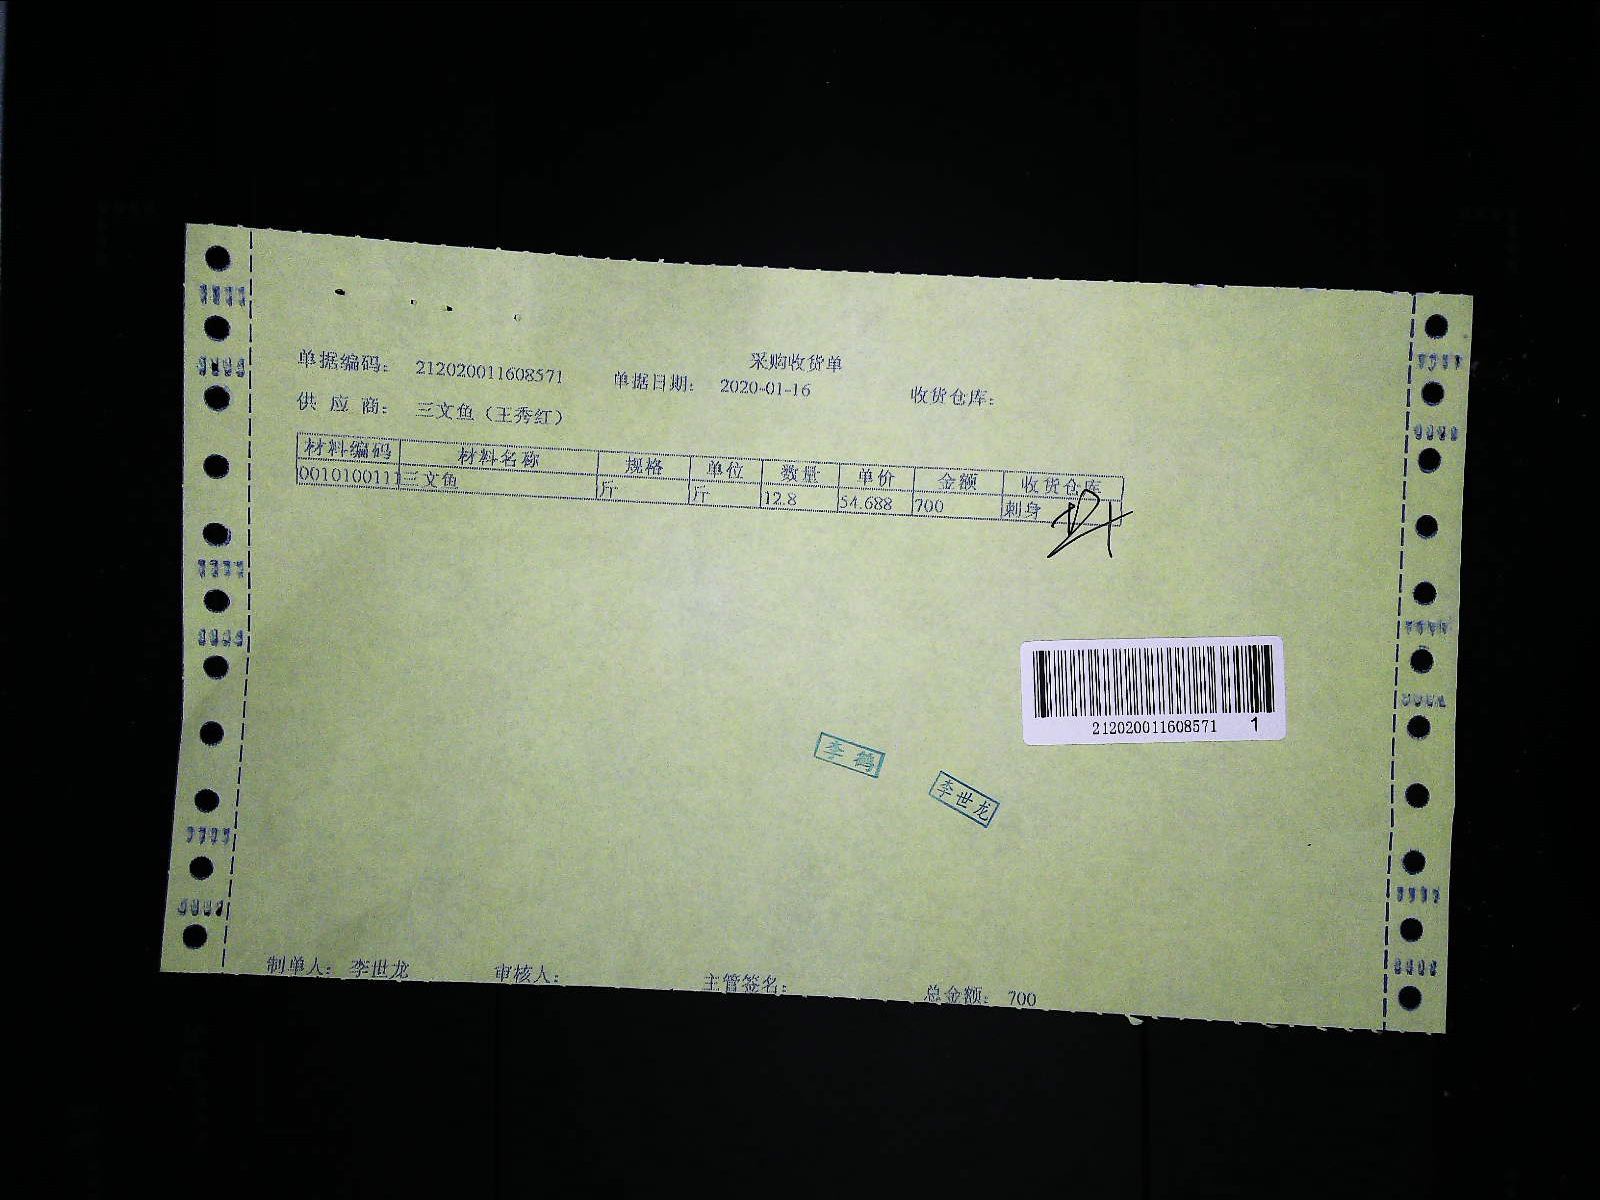 采购收货单
单据编码: 212020011608571 单据日期: 2020-01-16 收货仓库:
供 应 商: 三文鱼（王秀红）
材料编码 材料名称 规格 单位 数量 单价 金额 收货仓库
0010100111 三文鱼 斤 斤 12.8 54.688 700 刺身
212020011608571 1
李鹤
李世龙
制单人: 李世龙 审核人: 主管签名: 总金额: 700